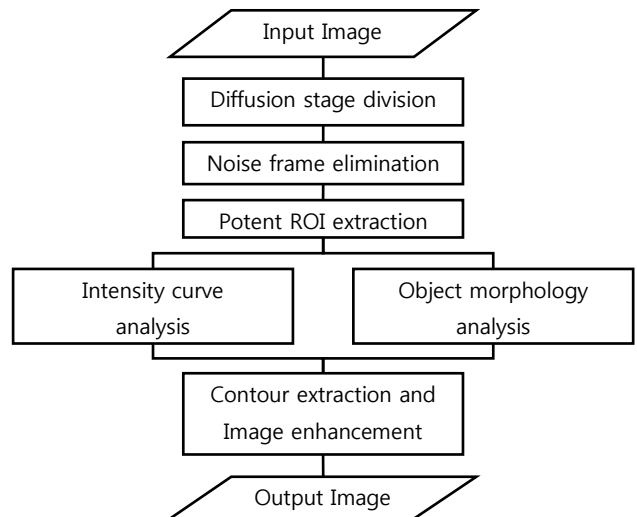 Input Image
Diffusion stage division
Noise frame elimination
Potent ROI extraction
Intensity curve
analysis
Object morphology
analysis
Contour extraction and
Image enhancement
Output Image